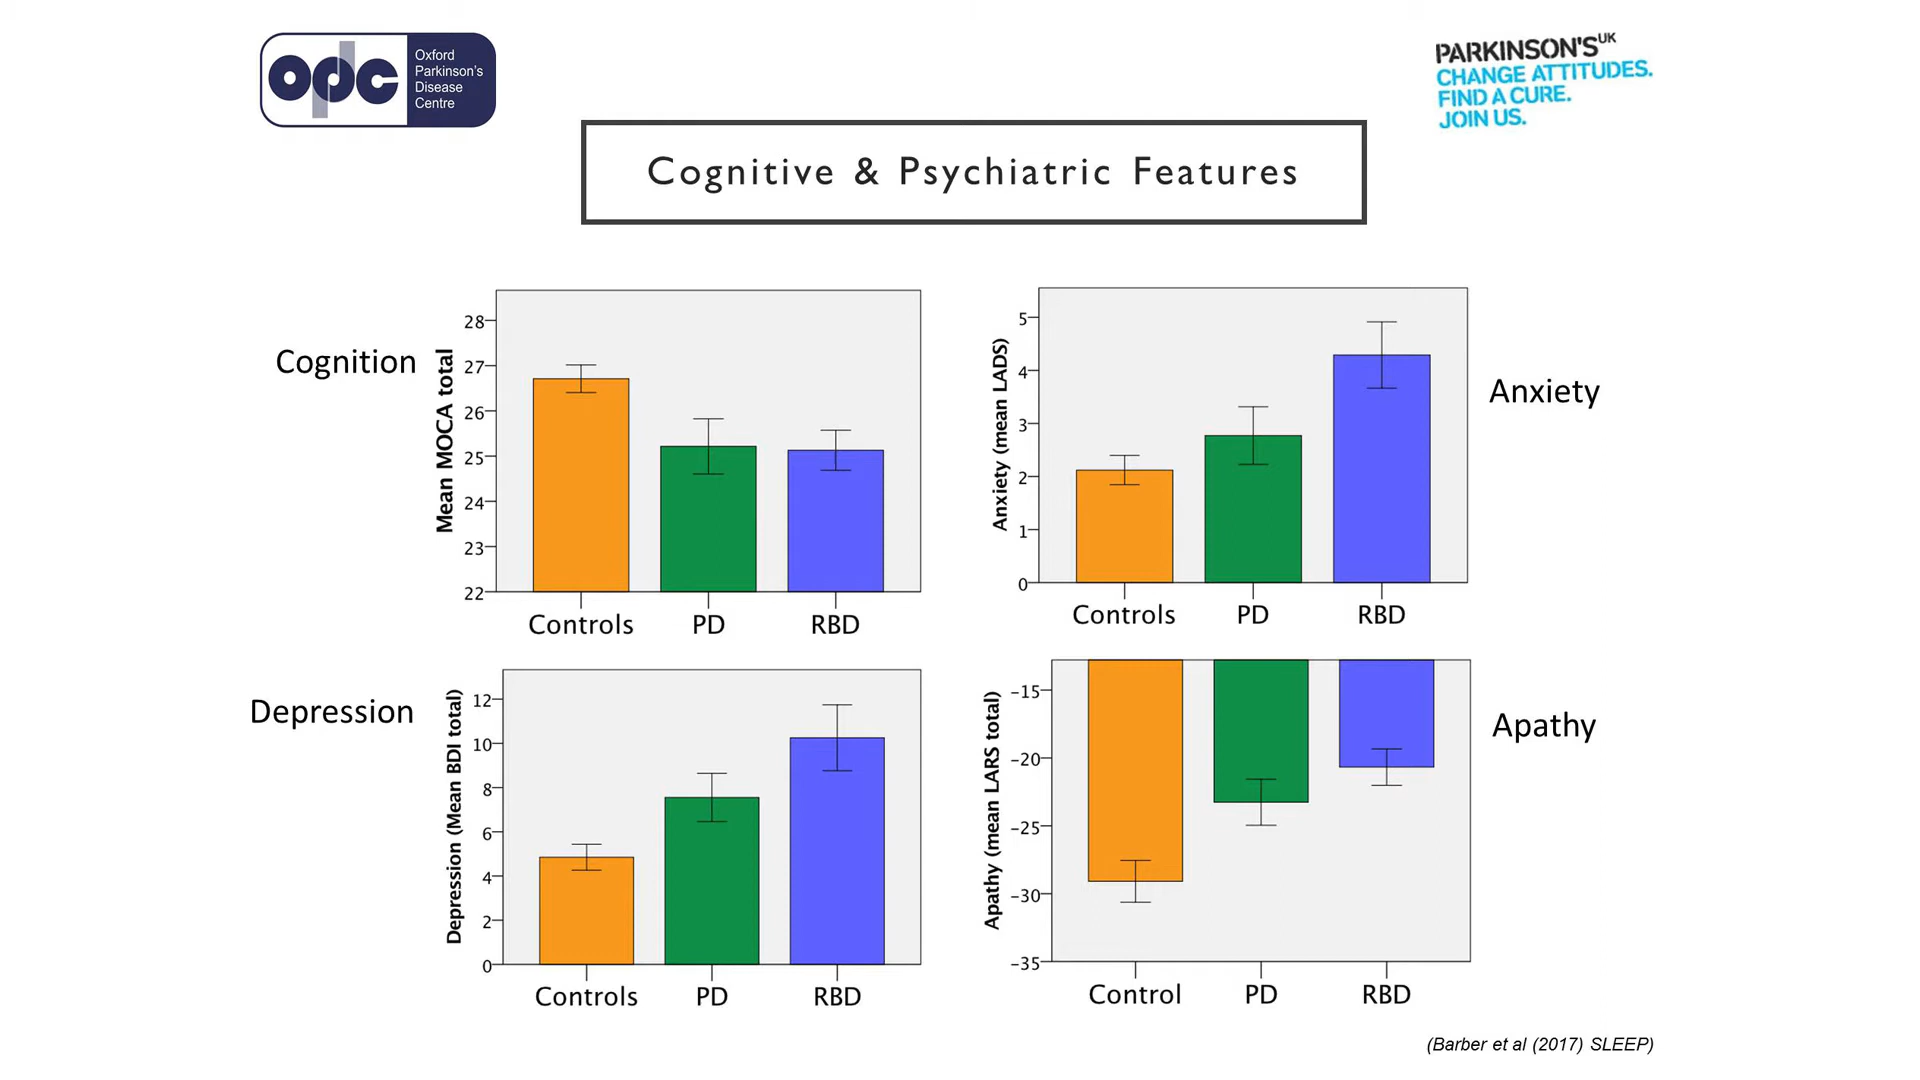 opdc
Oxford
Parkinson's
Disease
Centre
PARKINSON'S UK
CHANGE ATTITUDES.
FIND A CURE.
JOIN US.
Cognitive & Psychiatric Features
Cognition
Mean MOCA total
28
27
26
25
24
23
22
Controls
PD
RBD
Anxiety (mean LADS)
5
4
3
2
1
0
Controls
PD
RBD
Anxiety
Depression
Depression (Mean BDI total)
12
10
8
6
4
2
0
Controls
PD
RBD
Apathy (mean LARS total)
-15
-20
-25
-30
-35
Control
PD
RBD
Apathy
(Barber et al (2017) SLEEP)